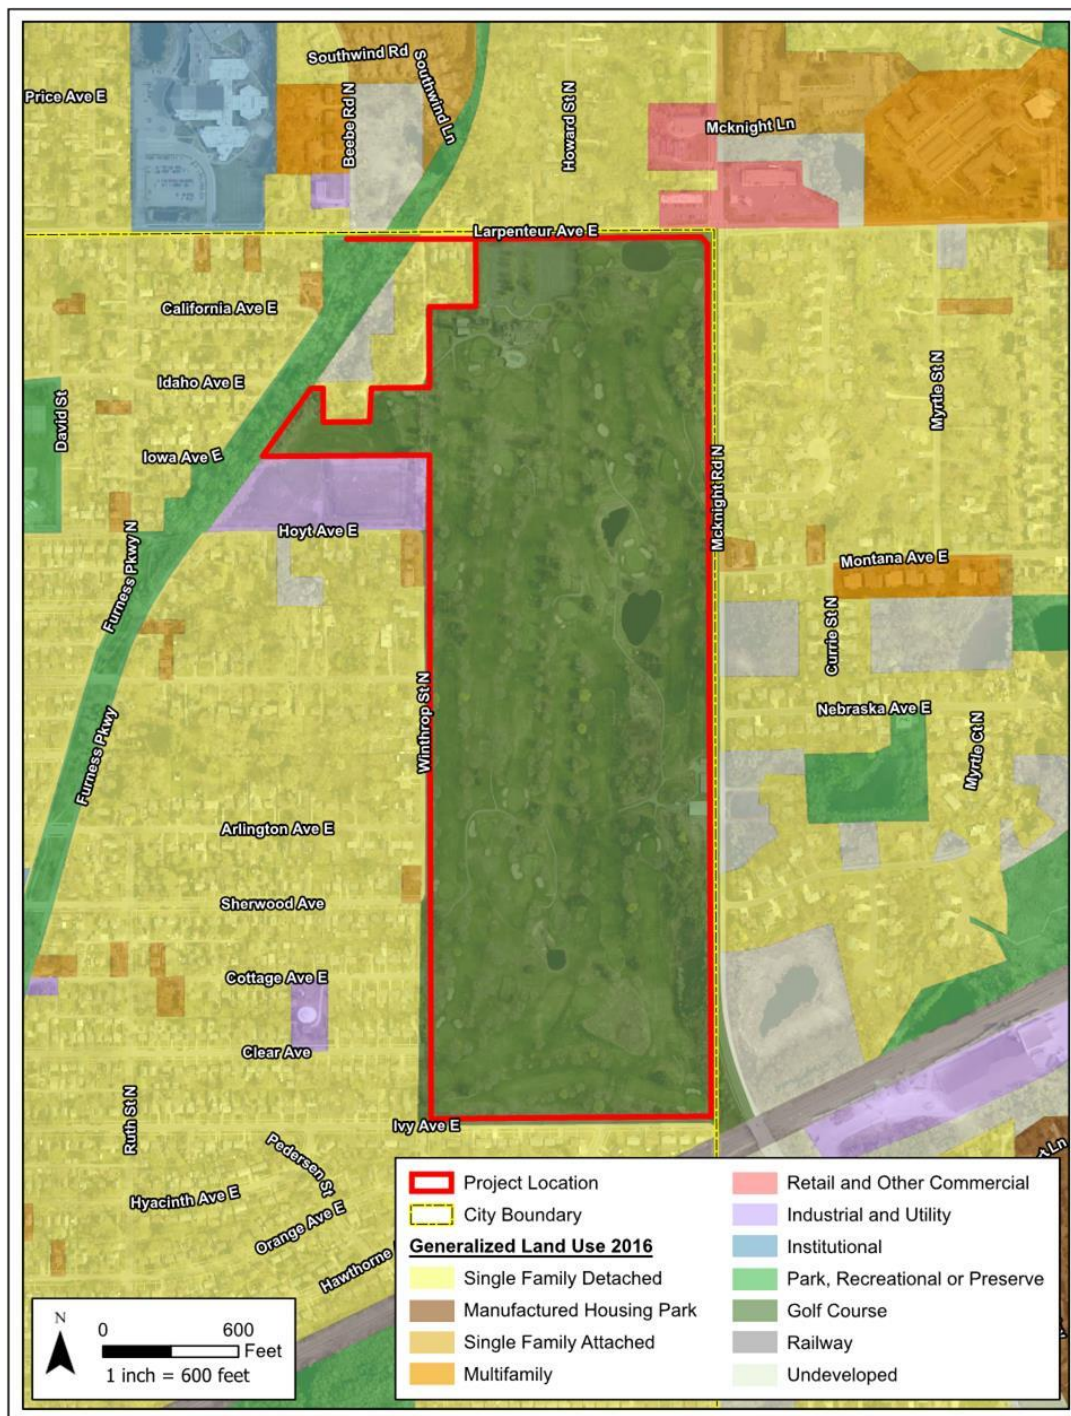 Southwind Rd
Southwind Ln
Price Ave E
Beebe Rd N
Howard St N
Mcknight Ln
Larpenteur Ave E
California Ave E
Idaho Ave E
David St
Iowa Ave E
Myrtle St N
Mcknight Rd N
Hoyt Ave E
Furness Pkwy N
Montana Ave E
Currie St N
Winthrop St N
Nebraska Ave E
Myrtle Ct N
Furness Pkwy
Arlington Ave E
Sherwood Ave
Cottage Ave E
Clear Ave
Ruth St N
Ivy Ave E
Pedersen St
Hyacinth Ave E
Orange Ave E
Hawthorne
Ln
Project Location
City Boundary
Generalized Land Use 2016
Single Family Detached
Manufactured Housing Park
Single Family Attached
Multifamily
Retail and Other Commercial
Industrial and Utility
Institutional
Park, Recreational or Preserve
Golf Course
Railway
Undeveloped
N
0 600
Feet
1 inch = 600 feet